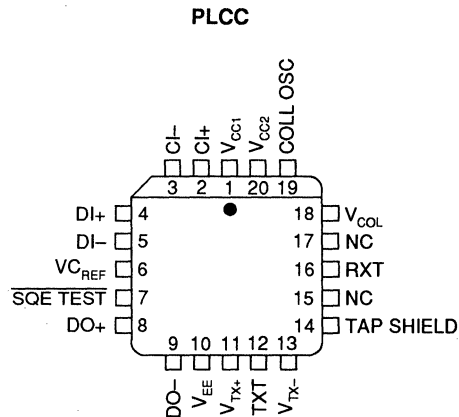 PLCC
CI–
CI+
VCC1
VCC2
COLL OSC
3 2 1 20 19
DI+ 4
18 VCOL
DI– 5
17 NC
VCREF 6
16 RXT
SQE TEST 7
15 NC
DO+ 8
14 TAP SHIELD
9 10 11 12 13
DO–
VEE
VTX+
TXT
VTX–